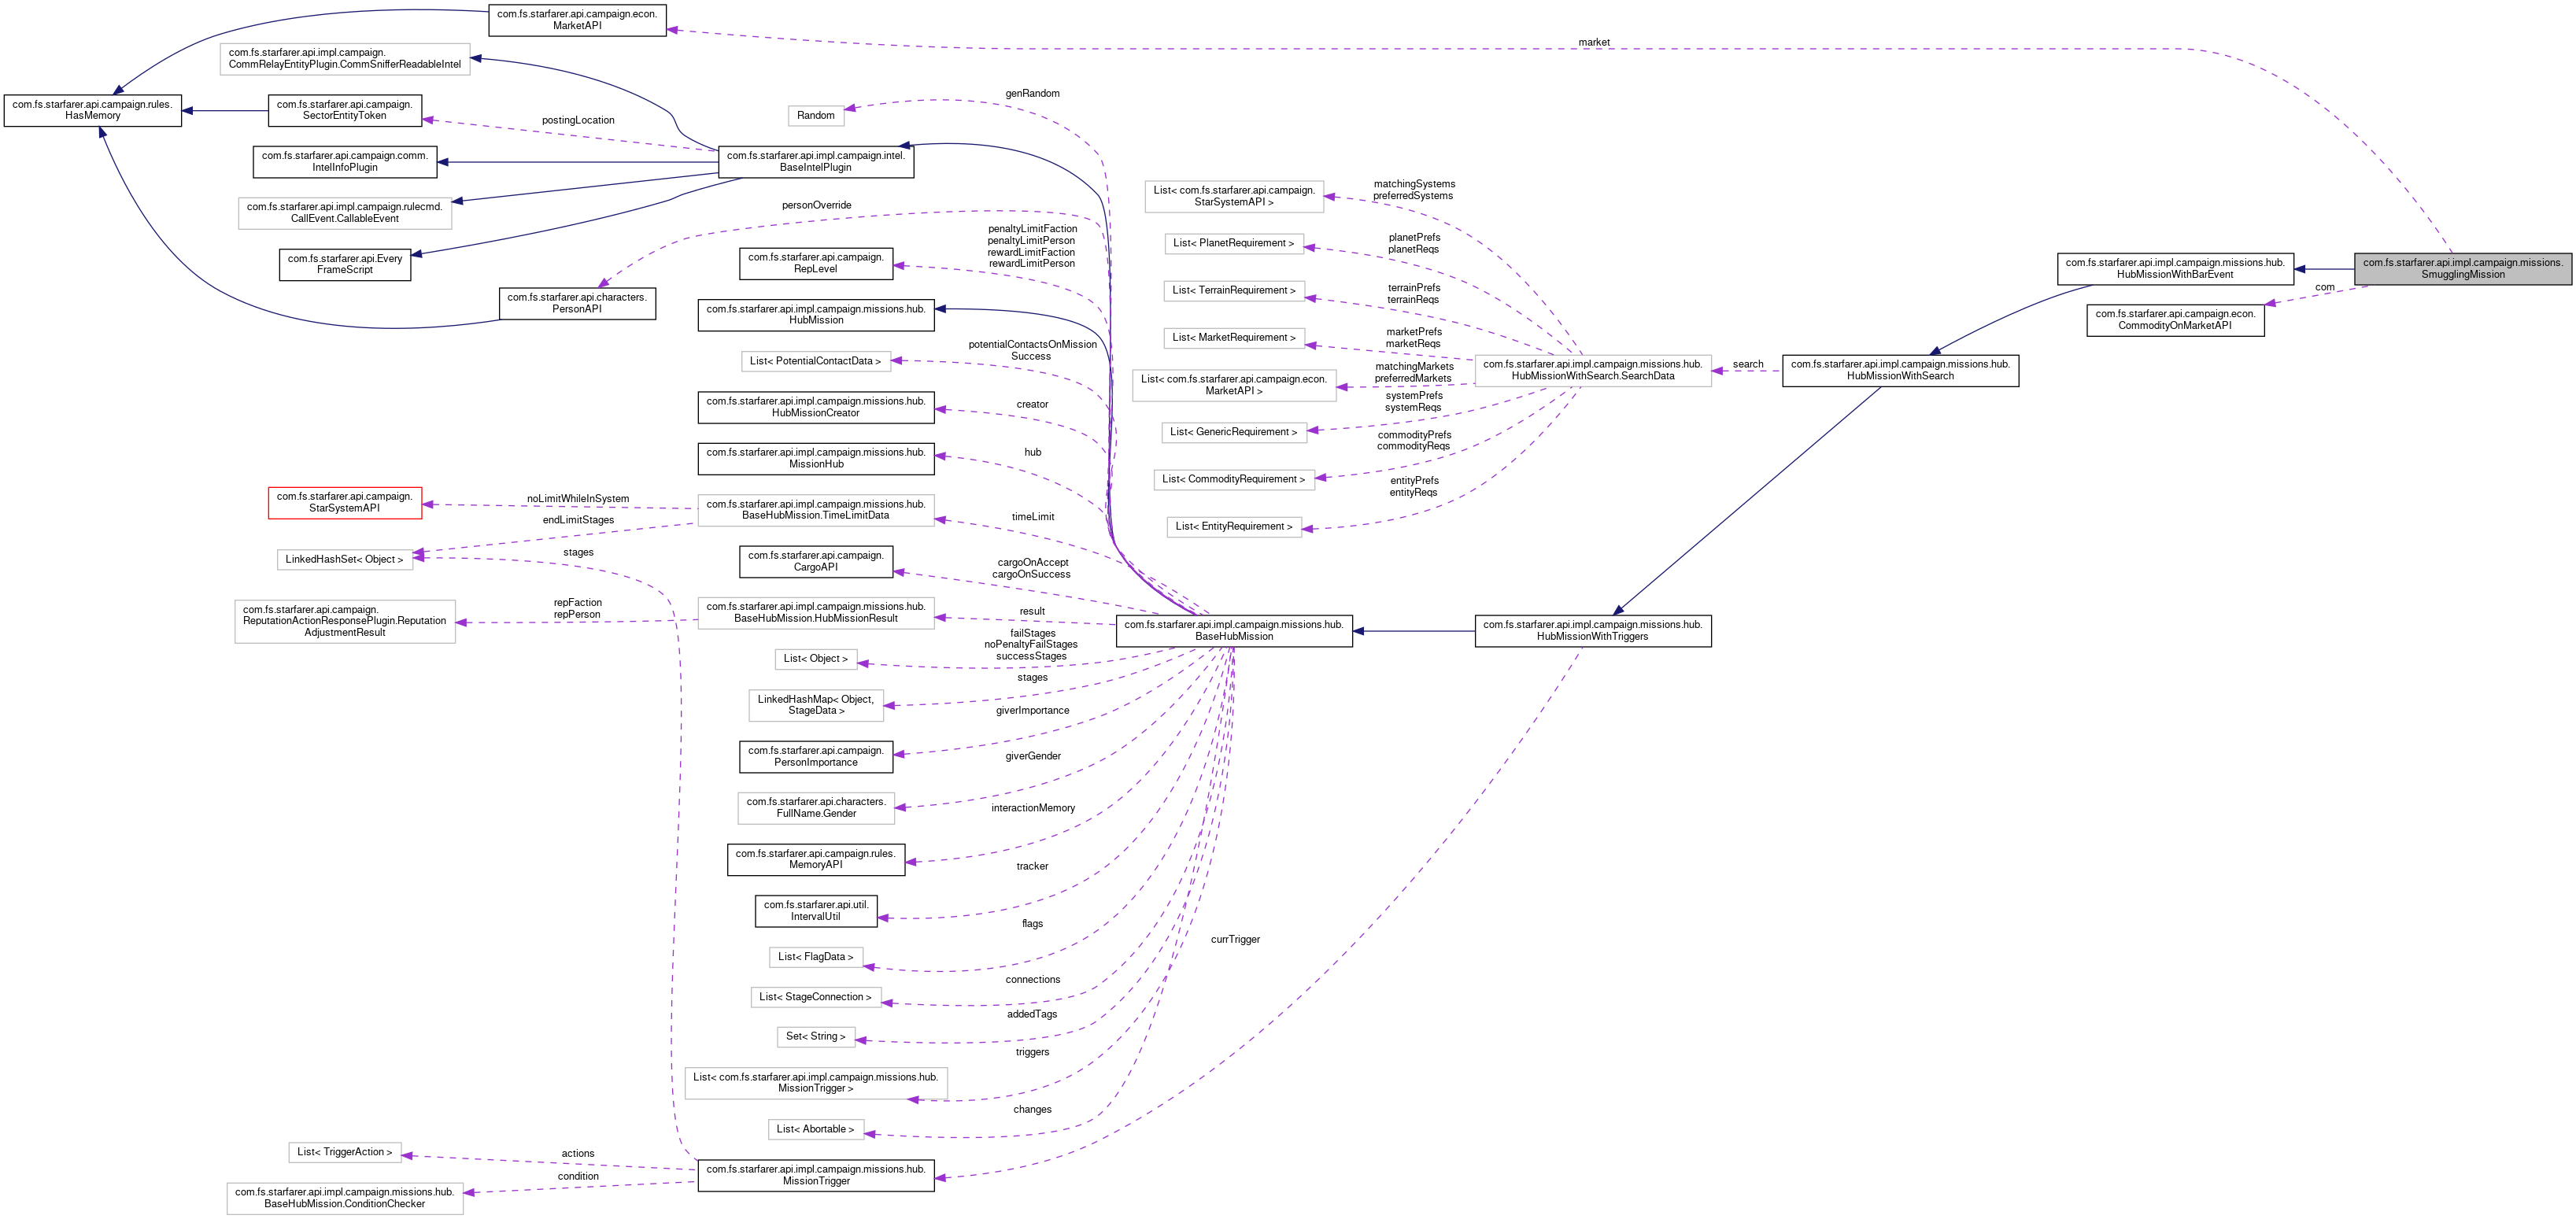 com.fs.starfarer.api.campaign.econ.
MarketAPI
market
com.fs.starfarer.api.impl.campaign.
CommRelayEntityPlugin.CommSnifferReadableIntel
com.fs.starfarer.api.campaign.rules.
HasMemory
com.fs.starfarer.api.campaign.
SectorEntityToken
postingLocation
genRandom
Random
com.fs.starfarer.api.campaign.comm.
IntelInfoPlugin
com.fs.starfarer.api.impl.campaign.intel.
BaseIntelPlugin
com.fs.starfarer.api.impl.campaign.rulecmd.
CallEvent.CallableEvent
personOverride
com.fs.starfarer.api.Every
FrameScript
com.fs.starfarer.api.characters.
PersonAPI
penaltyLimitFaction
penaltyLimitPerson
rewardLimitFaction
rewardLimitPerson
com.fs.starfarer.api.campaign.
RepLevel
com.fs.starfarer.api.impl.campaign.missions.hub.
HubMission
potentialContactsOnMission
Success
List< PotentialContactData >
creator
com.fs.starfarer.api.impl.campaign.missions.hub.
HubMissionCreator
hub
com.fs.starfarer.api.impl.campaign.missions.hub.
MissionHub
List< com.fs.starfarer.api.campaign.
StarSystemAPI >
matchingSystems
preferredSystems
List< PlanetRequirement >
planetPrefs
planetReqs
List< TerrainRequirement >
terrainPrefs
terrainReqs
List< MarketRequirement >
marketPrefs
marketReqs
List< com.fs.starfarer.api.campaign.econ.
MarketAPI >
matchingMarkets
preferredMarkets
List< GenericRequirement >
systemPrefs
systemReqs
List< CommodityRequirement >
commodityPrefs
commodityReqs
List< EntityRequirement >
entityPrefs
entityReqs
com.fs.starfarer.api.impl.campaign.missions.hub.
HubMissionWithSearch.SearchData
search
com.fs.starfarer.api.impl.campaign.missions.hub.
HubMissionWithSearch
com.fs.starfarer.api.impl.campaign.missions.hub.
HubMissionWithBarEvent
com.fs.starfarer.api.impl.campaign.missions.
SmugglingMission
com
com.fs.starfarer.api.campaign.econ.
CommodityOnMarketAPI
com.fs.starfarer.api.campaign.
StarSystemAPI
noLimitWhileInSystem
endLimitStages
com.fs.starfarer.api.impl.campaign.missions.hub.
BaseHubMission.TimeLimitData
timeLimit
LinkedHashSet< Object >
stages
com.fs.starfarer.api.campaign.
CargoAPI
cargoOnAccept
cargoOnSuccess
com.fs.starfarer.api.campaign.
ReputationActionResponsePlugin.Reputation
AdjustmentResult
repFaction
repPerson
com.fs.starfarer.api.impl.campaign.missions.hub.
BaseHubMission.HubMissionResult
result
com.fs.starfarer.api.impl.campaign.missions.hub.
BaseHubMission
com.fs.starfarer.api.impl.campaign.missions.hub.
HubMissionWithTriggers
failStages
noPenaltyFailStages
successStages
List< Object >
stages
LinkedHashMap< Object,
StageData >
giverImportance
com.fs.starfarer.api.campaign.
PersonImportance
giverGender
com.fs.starfarer.api.characters.
FullName.Gender
interactionMemory
com.fs.starfarer.api.campaign.rules.
MemoryAPI
tracker
com.fs.starfarer.api.util.
IntervalUtil
flags
List< FlagData >
currTrigger
connections
List< StageConnection >
addedTags
Set< String >
triggers
List< com.fs.starfarer.api.impl.campaign.missions.hub.
MissionTrigger >
changes
List< Abortable >
List< TriggerAction >
actions
com.fs.starfarer.api.impl.campaign.missions.hub.
MissionTrigger
condition
com.fs.starfarer.api.impl.campaign.missions.hub.
BaseHubMission.ConditionChecker